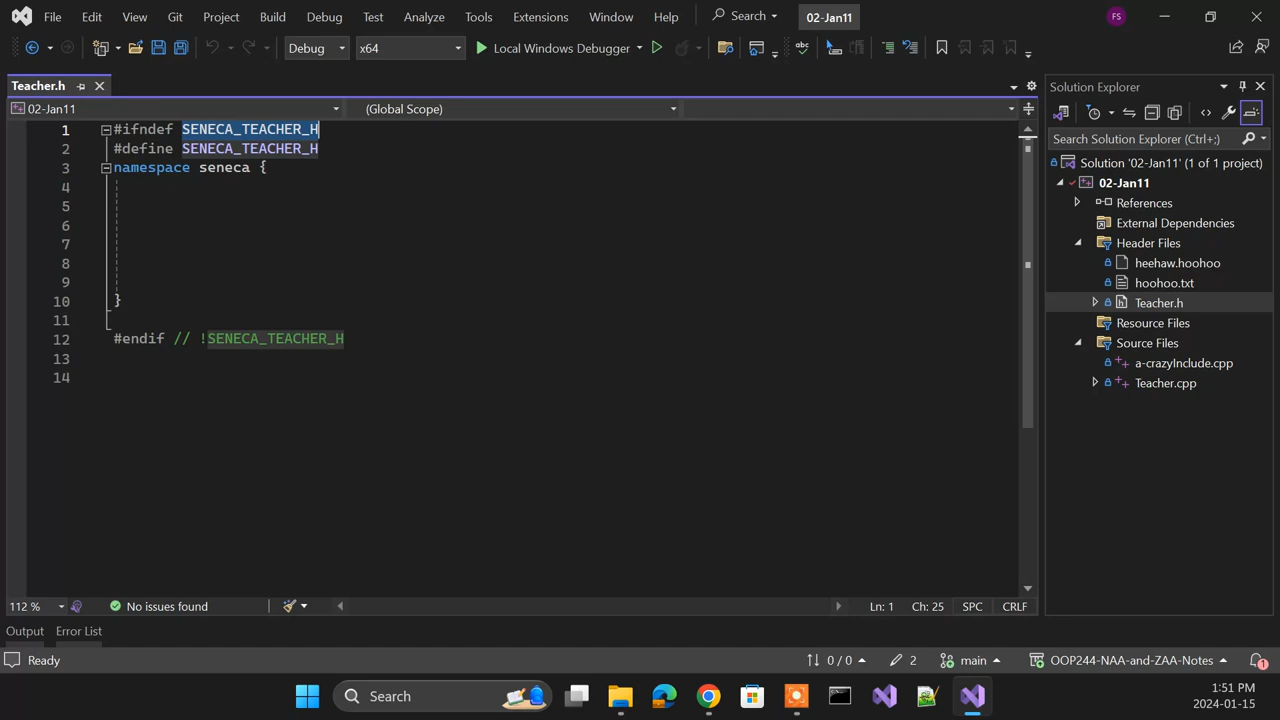 File Edit View Git Project Build Debug Test Analyze Tools Extensions Window Help Search 02-Jan11 FS
Debug x64 Local Windows Debugger
Teacher.h
02-Jan11 (Global Scope)
1 #ifndef SENECA_TEACHER_H
2 #define SENECA_TEACHER_H
3 namespace seneca {
4
5
6
7
8
9
10 }
11
12 #endif // !SENECA_TEACHER_H
13
14
112 % No issues found Ln: 1 Ch: 25 SPC CRLF
Output Error List
Solution Explorer
Search Solution Explorer (Ctrl+;)
Solution '02-Jan11' (1 of 1 project)
02-Jan11
References
External Dependencies
Header Files
heehaw.hoohoo
hoohoo.txt
Teacher.h
Resource Files
Source Files
a-crazyInclude.cpp
Teacher.cpp
Ready 0 / 0 2 main OOP244-NAA-and-ZAA-Notes 1
Search
1:51 PM
2024-01-15